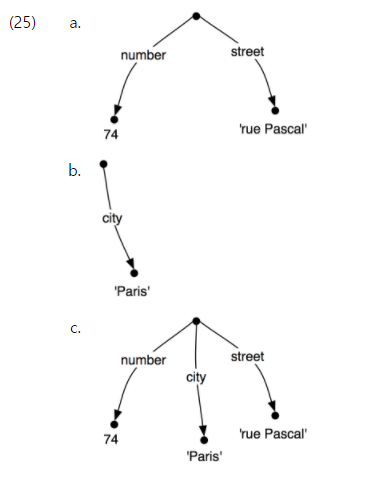 (25) a.
number street
74 'rue Pascal'
b.
city
'Paris'
c.
number street
city
74 'rue Pascal'
'Paris'